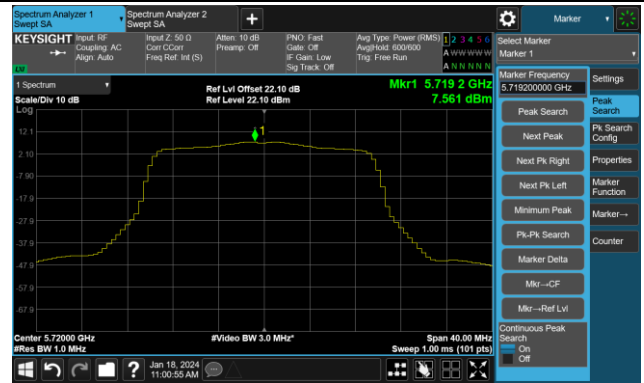 Spectrum Analyzer 1
Swept SA
Spectrum Analyzer 2
Swept SA
+
Marker
KEYSIGHT
Input: RF
Coupling: AC
Align: Auto
Input Z: 50 Ω
Corr CCorr
Freq Ref: Int (S)
Atten: 10 dB
Preamp: Off
PNO: Fast
Gate: Off
IF Gain: Low
Sig Track: Off
Avg Type: Power (RMS)
Avg|Hold: 600/600
Trig: Free Run
1 2 3 4 5 6
A W W W W W
A N N N N N
Select Marker
Marker 1
1 Spectrum
Scale/Div 10 dB
Log
Ref Lvl Offset 22.10 dB
Ref Level 22.10 dBm
Mkr1 5.719 2 GHz
7.561 dBm
1
12.1
2.10
-7.90
-17.9
-27.9
-37.9
-47.9
-57.9
-67.9
Center 5.72000 GHz
#Res BW 1.0 MHz
#Video BW 3.0 MHz*
Span 40.00 MHz
Sweep 1.00 ms (101 pts)
Marker Frequency
5.719200000 GHz
Peak Search
Next Peak
Next Pk Right
Next Pk Left
Minimum Peak
Pk-Pk Search
Marker Delta
Mkr→CF
Mkr→Ref Lvl
Continuous Peak
Search
On
Off
Settings
Peak
Search
Pk Search
Config
Properties
Marker
Function
Marker→
Counter
?
Jan 18, 2024
11:00:55 AM